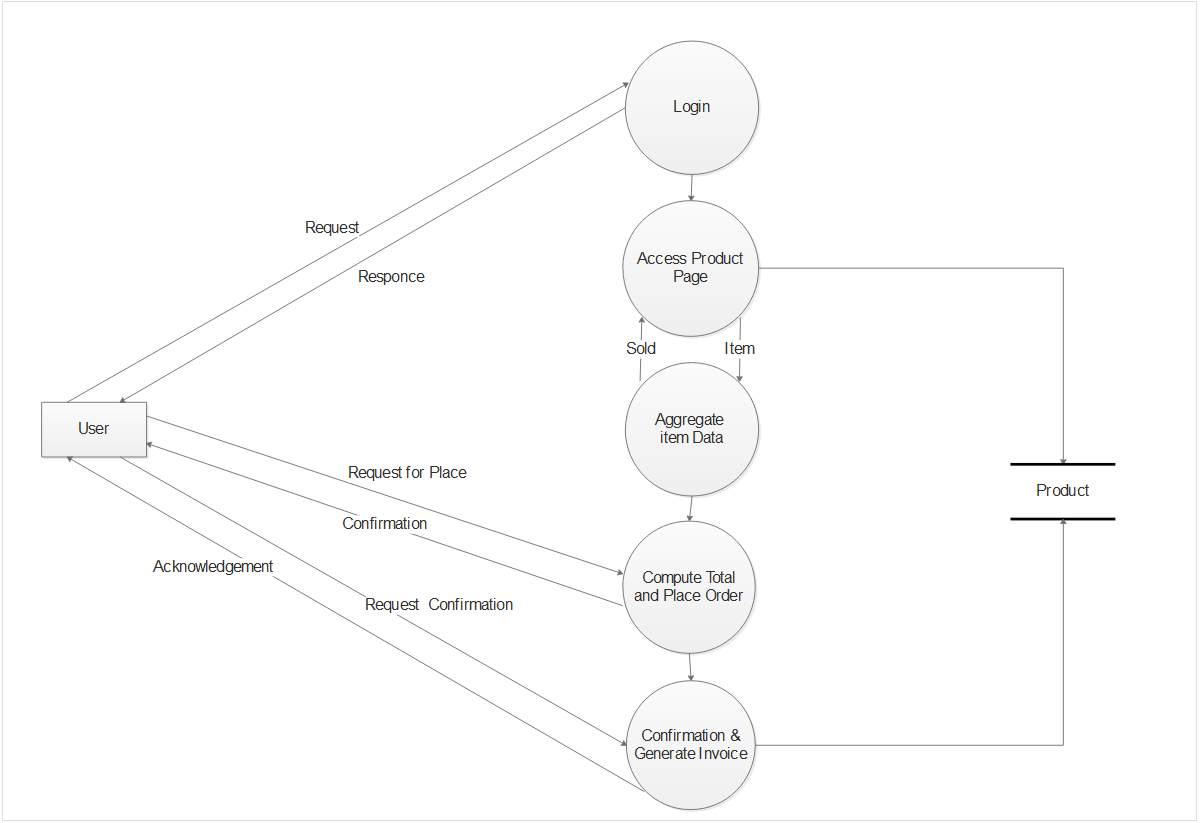 Login
Request
Access Product
Page
Responce
Sold
Item
User
Aggregate
item Data
Request for Place
Product
Confirmation
Acknowledgement
Compute Total
and Place Order
Request Confirmation
Confirmation &
Generate Invoice